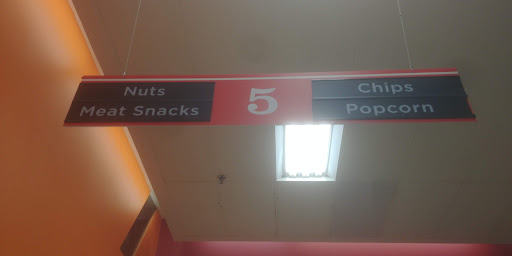 Nuts
Meat Snacks
5
Chips
Popcorn